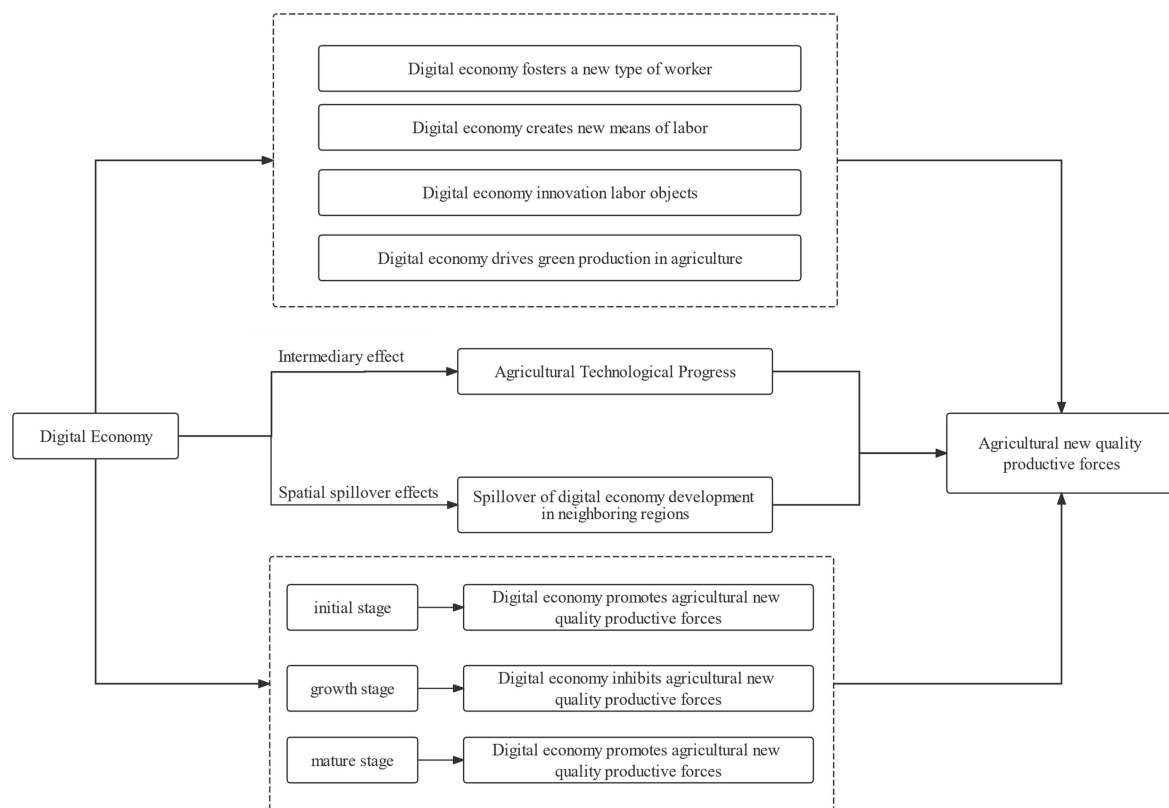 Digital economy fosters a new type of worker
Digital economy creates new means of labor
Digital economy innovation labor objects
Digital economy drives green production in agriculture
Intermediary effect
Agricultural Technological Progress
Digital Economy
Agricultural new quality
productive forces
Spatial spillover effects
Spillover of digital economy development
in neighboring regions
initial stage
Digital economy promotes agricultural new
quality productive forces
growth stage
Digital economy inhibits agricultural new
quality productive forces
mature stage
Digital economy promotes agricultural new
quality productive forces